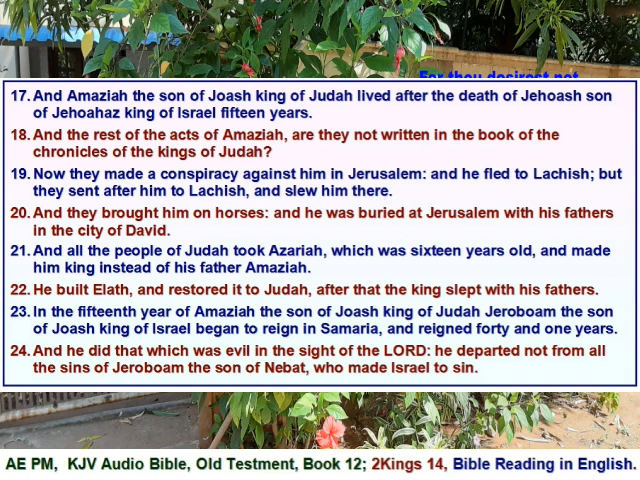 For thou desirest not
17. And Amaziah the son of Joash king of Judah lived after the death of Jehoash son
of Jehoahaz king of Israel fifteen years.
18. And the rest of the acts of Amaziah, are they not written in the book of the
chronicles of the kings of Judah?
19. Now they made a conspiracy against him in Jerusalem: and he fled to Lachish; but
they sent after him to Lachish, and slew him there.
20. And they brought him on horses: and he was buried at Jerusalem with his fathers
in the city of David.
21. And all the people of Judah took Azariah, which was sixteen years old, and made
him king instead of his father Amaziah.
22. He built Elath, and restored it to Judah, after that the king slept with his fathers.
23. In the fifteenth year of Amaziah the son of Joash king of Judah Jeroboam the son
of Joash king of Israel began to reign in Samaria, and reigned forty and one years.
24. And he did that which was evil in the sight of the LORD: he departed not from all
the sins of Jeroboam the son of Nebat, who made Israel to sin.
AE PM, KJV Audio Bible, Old Testment, Book 12; 2Kings 14, Bible Reading in English.